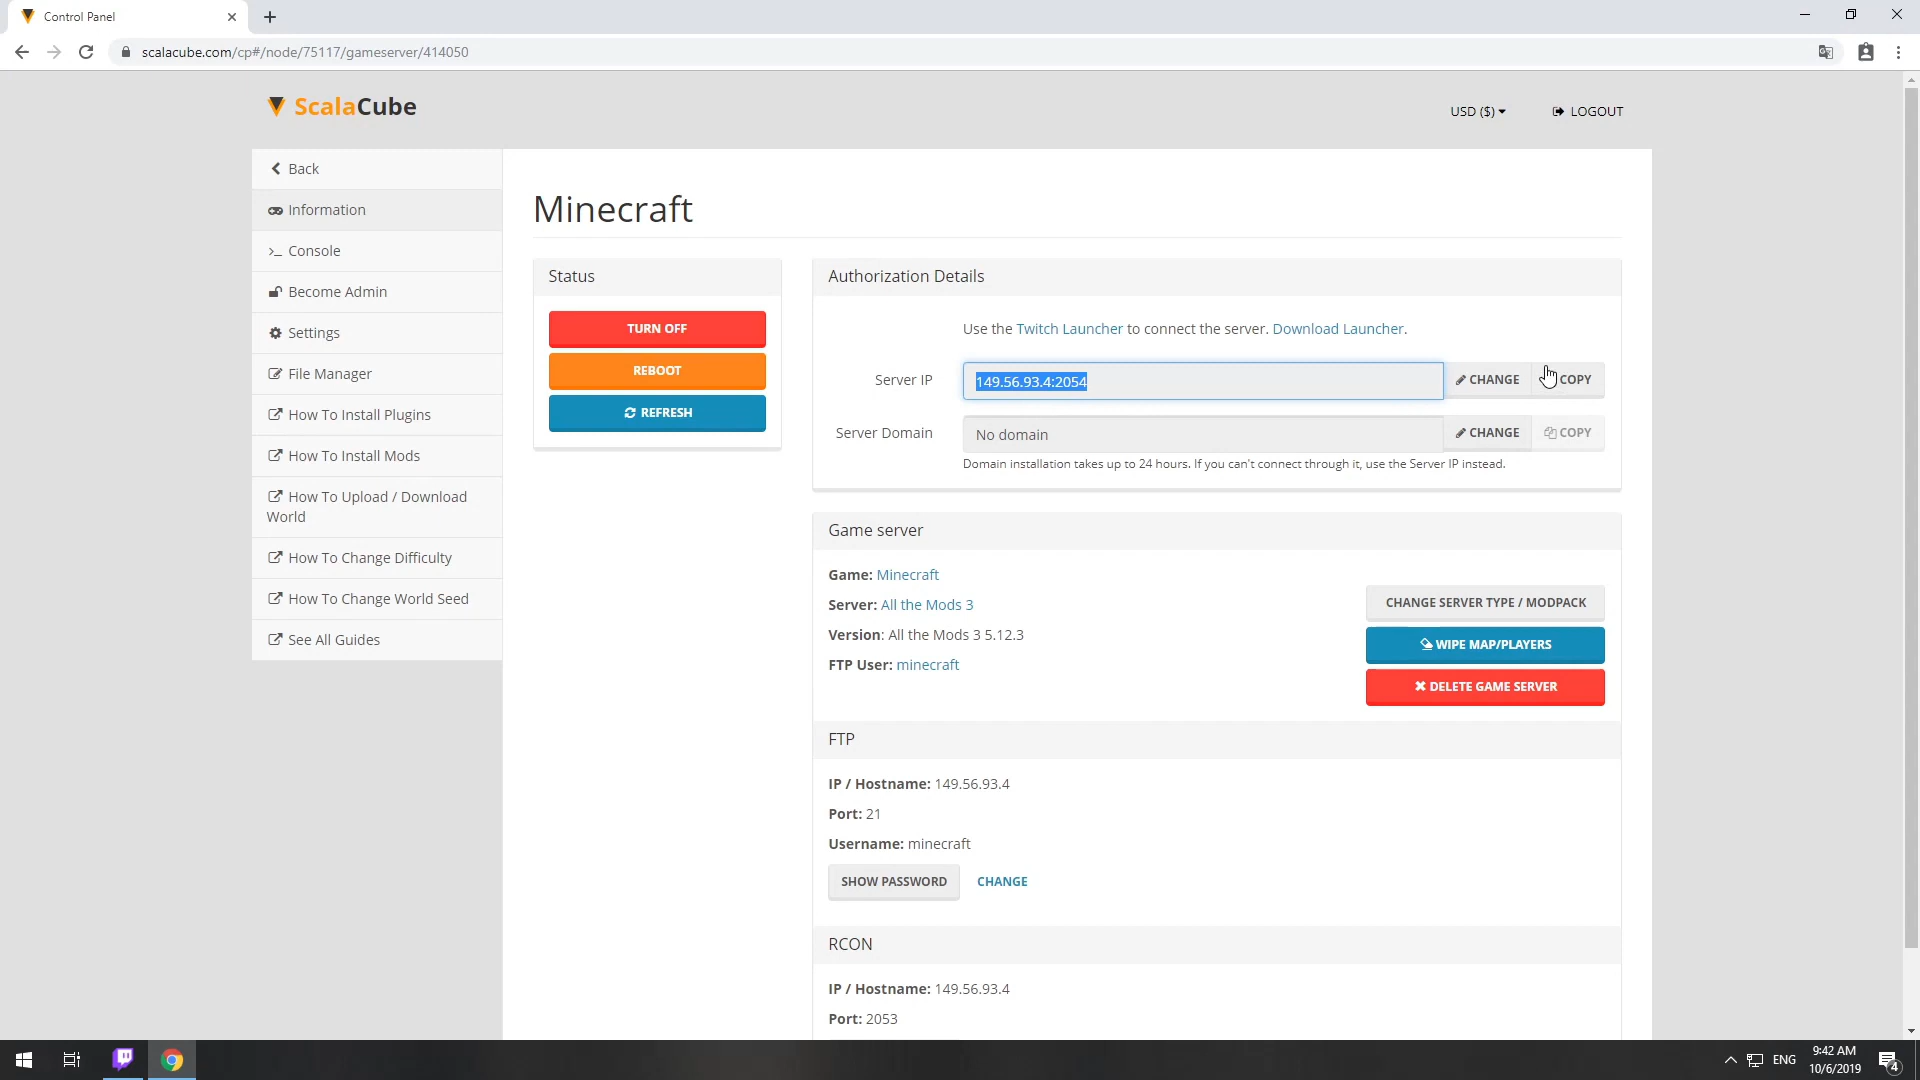 Control Panel
scalacube.com/cp#/node/75117/gameserver/414050
ScalaCube
USD ($)
LOGOUT
Back
Information
Console
Become Admin
Settings
File Manager
How To Install Plugins
How To Install Mods
How To Upload / Download
World
How To Change Difficulty
How To Change World Seed
See All Guides
Minecraft
Status
TURN OFF
REBOOT
REFRESH
Authorization Details
Use the Twitch Launcher to connect the server. Download Launcher.
Server IP
149.56.93.4:2054
CHANGE
COPY
Server Domain
No domain
CHANGE
COPY
Domain installation takes up to 24 hours. If you can't connect through it, use the Server IP instead.
Game server
Game: Minecraft
Server: All the Mods 3
Version: All the Mods 3 5.12.3
FTP User: minecraft
CHANGE SERVER TYPE / MODPACK
WIPE MAP/PLAYERS
DELETE GAME SERVER
FTP
IP / Hostname: 149.56.93.4
Port: 21
Username: minecraft
SHOW PASSWORD
CHANGE
RCON
IP / Hostname: 149.56.93.4
Port: 2053
ENG
9:42 AM
10/6/2019
4